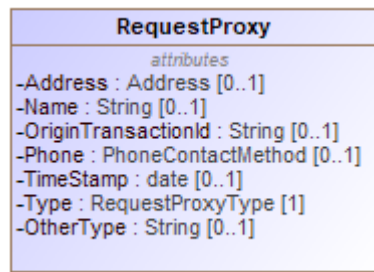 RequestProxy
attributes
-Address : Address [0..1]
-Name : String [0..1]
-OriginTransactionId : String [0..1]
-Phone : PhoneContactMethod [0..1]
-TimeStamp : date [0..1]
-Type : RequestProxyType [1]
-OtherType : String [0..1]